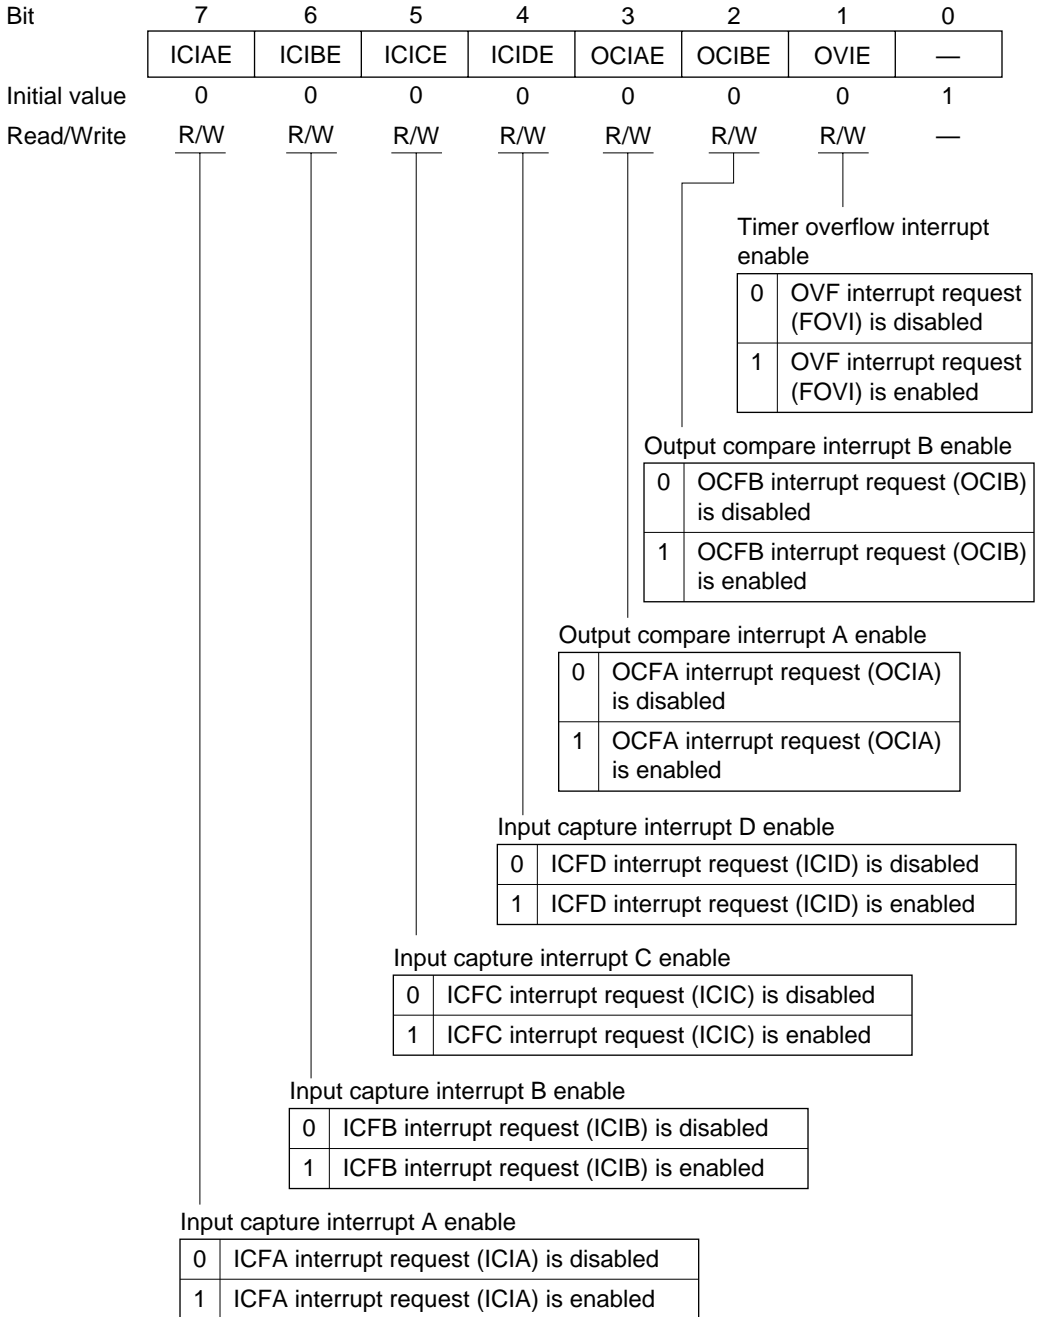 Bit 7 6 5 4 3 2 1 0
ICIAE ICIBE ICICE ICIDE OCIAE OCIBE OVIE —
Initial value 0 0 0 0 0 0 0 1
Read/Write R/W R/W R/W R/W R/W R/W R/W —
Timer overflow interrupt
enable
0 OVF interrupt request
(FOVI) is disabled
1 OVF interrupt request
(FOVI) is enabled
Output compare interrupt B enable
0 OCFB interrupt request (OCIB)
is disabled
1 OCFB interrupt request (OCIB)
is enabled
Output compare interrupt A enable
0 OCFA interrupt request (OCIA)
is disabled
1 OCFA interrupt request (OCIA)
is enabled
Input capture interrupt D enable
0 ICFD interrupt request (ICID) is disabled
1 ICFD interrupt request (ICID) is enabled
Input capture interrupt C enable
0 ICFC interrupt request (ICIC) is disabled
1 ICFC interrupt request (ICIC) is enabled
Input capture interrupt B enable
0 ICFB interrupt request (ICIB) is disabled
1 ICFB interrupt request (ICIB) is enabled
Input capture interrupt A enable
0 ICFA interrupt request (ICIA) is disabled
1 ICFA interrupt request (ICIA) is enabled